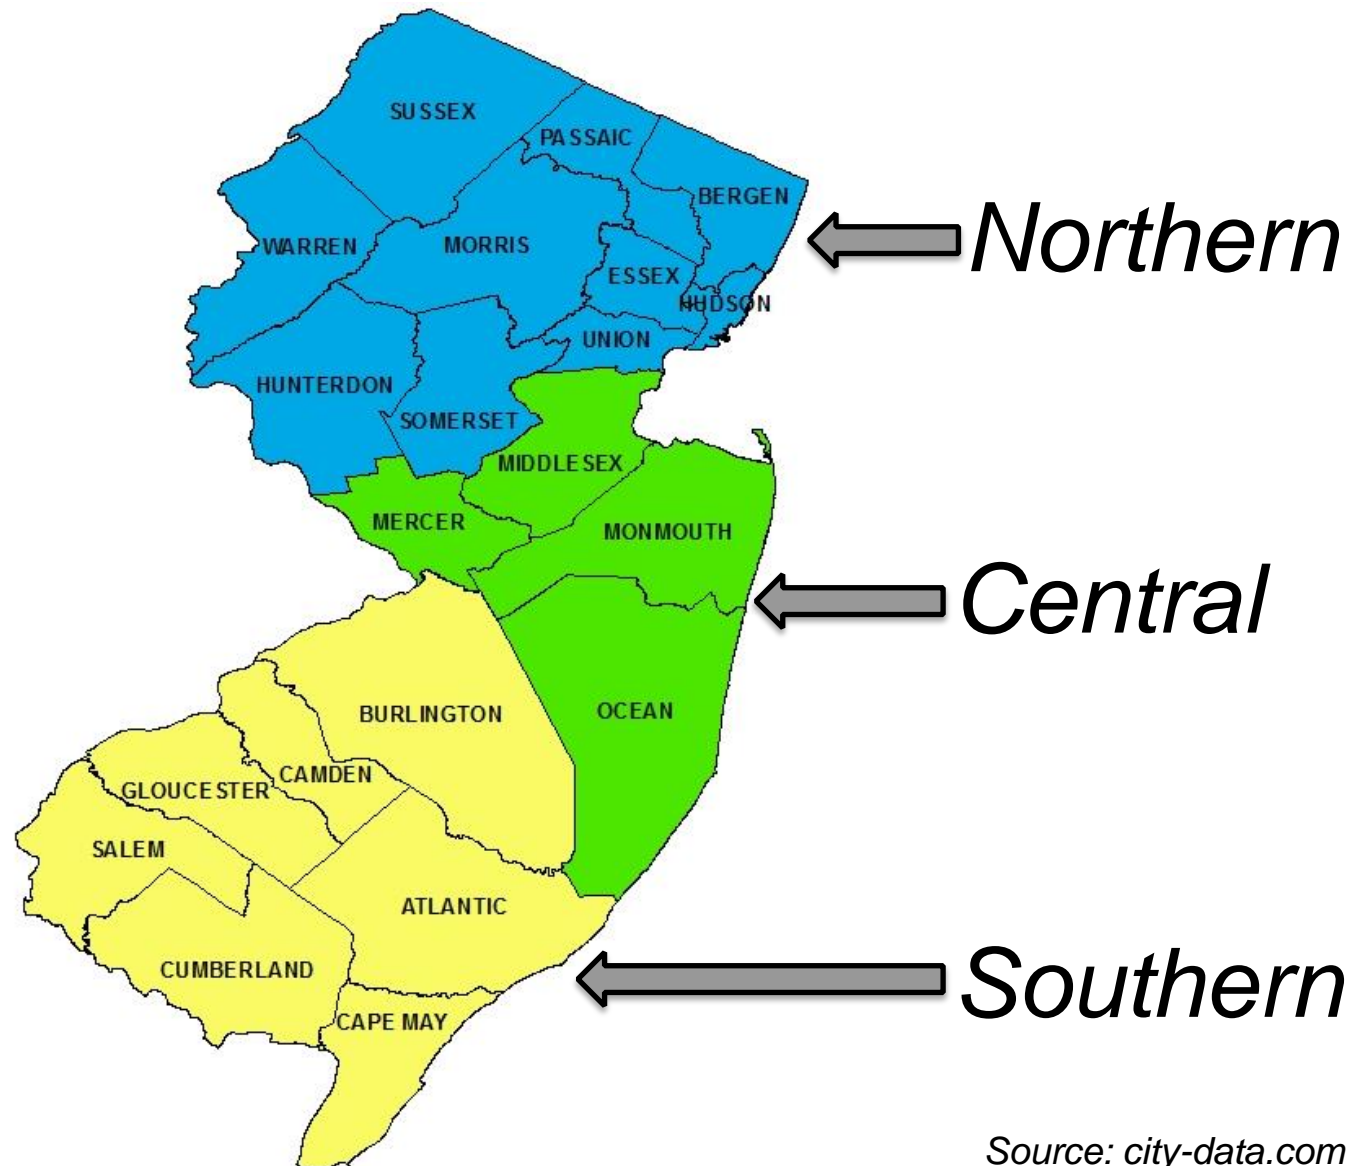 SUSSEX
PASSAIC
BERGEN
Northern
WARREN
MORRIS
ESSEX
HUDSON
UNION
HUNTERDON
SOMERSET
MIDDLESEX
MERCER
MONMOUTH
Central
OCEAN
BURLINGTON
CAMDEN
GLOUCESTER
SALEM
ATLANTIC
CUMBERLAND
Southern
CAPE MAY
Source: city-data.com